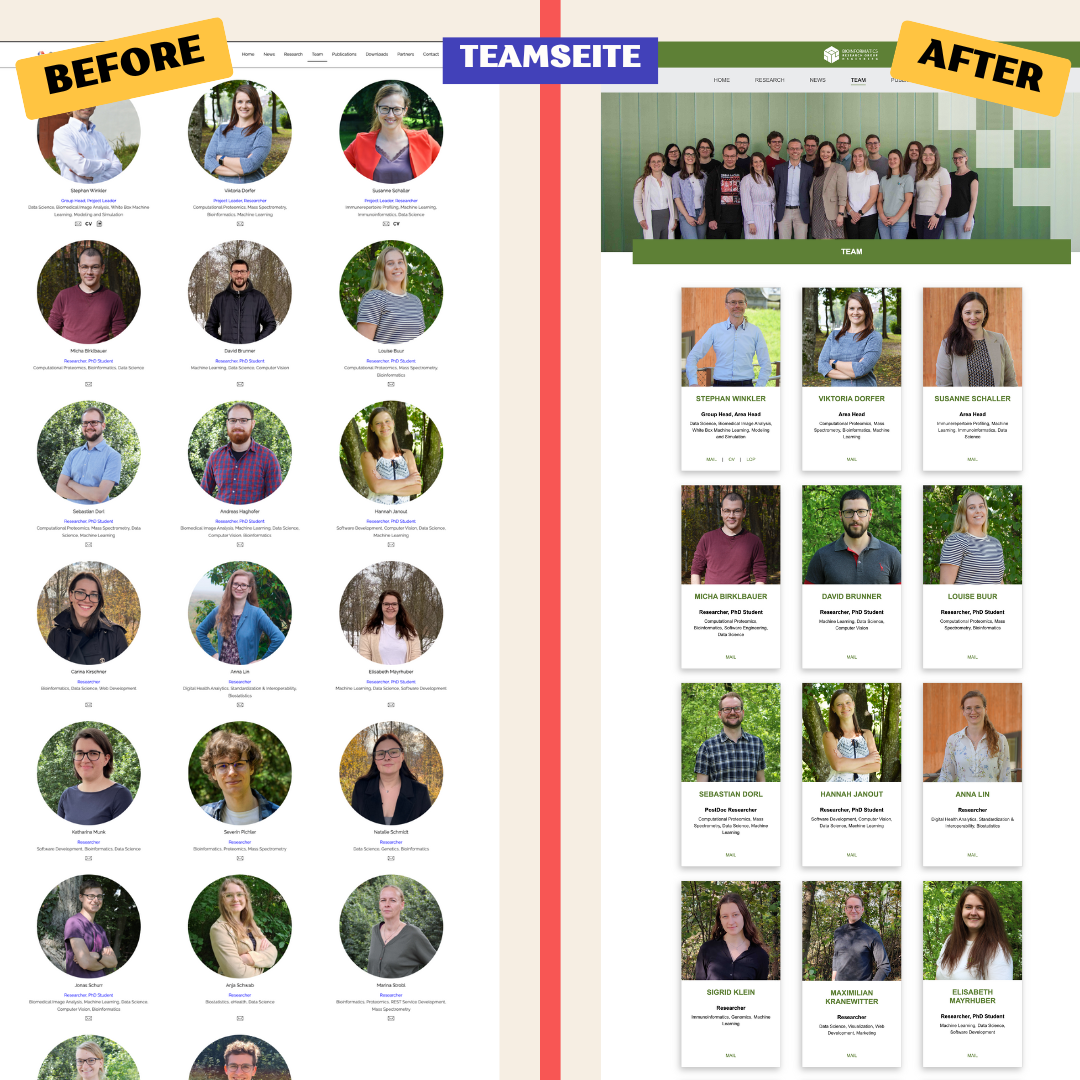 BEFORE
TEAMSEITE
AFTER
Home News Research Team Publications Downloads Partners Contact
Stephan Winkler
Group Head, Project Leader
Data Science, Biomedical Image Analysis, White Box Machine
Learning, Modeling and Simulation
CV
Viktoria Dorfer
Project Leader, Researcher
Computational Proteomics, Mass Spectrometry,
Bioinformatics, Machine Learning
Susanne Schaller
Project Leader, Researcher
Immunerepertoire Profiling, Machine Learning,
Immunoinformatics, Data Science
CV
Micha Birklbauer
Researcher, PhD Student
Computational Proteomics, Bioinformatics, Data Science
David Brunner
Researcher, PhD Student
Machine Learning, Data Science, Computer Vision
Louise Buur
Researcher, PhD Student
Computational Proteomics, Mass Spectrometry,
Bioinformatics
Sebastian Dorl
Researcher, PhD Student
Computational Proteomics, Mass Spectrometry, Data
Science, Machine Learning
Andreas Haghofer
Researcher, PhD Student
Biomedical Image Analysis, Machine Learning, Data Science,
Computer Vision, Bioinformatics
Hannah Janout
Researcher, PhD Student
Software Development, Computer Vision, Data Science,
Machine Learning
Carina Kirschner
Researcher
Bioinformatics, Data Science, Web Development
Anna Lin
Researcher
Digital Health Analytics, Standardization & Interoperability,
Biostatistics
Elisabeth Mayrhuber
Researcher, PhD Student
Machine Learning, Data Science, Software Development
Katharina Munk
Researcher
Software Development, Bioinformatics, Data Science
Severin Pichler
Researcher
Bioinformatics, Proteomics, Mass Spectrometry
Natalie Schmidt
Researcher
Data Science, Genetics, Bioinformatics
Jonas Schurr
Researcher, PhD Student
Biomedical Image Analysis, Machine Learning, Data Science,
Computer Vision, Bioinformatics
Anja Schwab
Researcher
Biostatistics, eHealth, Data Science
Marina Strobl
Researcher
Bioinformatics, Proteomics, REST Service Development,
Mass Spectrometry
BIOINFORMATICS
RESEARCH GROUP
HAGENBERG
HOME RESEARCH NEWS TEAM
TEAM
STEPHAN WINKLER
Group Head, Area Head
Data Science, Biomedical Image Analysis,
White Box Machine Learning, Modeling
and Simulation
MAIL | CV | LOP
VIKTORIA DORFER
Area Head
Computational Proteomics, Mass
Spectrometry, Bioinformatics, Machine
Learning
MAIL
SUSANNE SCHALLER
Area Head
Immunerepertoire Profiling, Machine
Learning, Immunoinformatics, Data
Science
MAIL
MICHA BIRKLBAUER
Researcher, PhD Student
Computational Proteomics,
Bioinformatics, Software Engineering,
Data Science
MAIL
DAVID BRUNNER
Researcher, PhD Student
Machine Learning, Data Science,
Computer Vision
MAIL
LOUISE BUUR
Researcher, PhD Student
Computational Proteomics, Mass
Spectrometry, Bioinformatics
MAIL
SEBASTIAN DORL
PostDoc Researcher
Computational Proteomics, Mass
Spectrometry, Data Science, Machine
Learning
MAIL
HANNAH JANOUT
Researcher, PhD Student
Software Development, Computer Vision,
Data Science, Machine Learning
MAIL
ANNA LIN
Researcher
Digital Health Analytics, Standardization &
Interoperability, Biostatistics
MAIL
SIGRID KLEIN
Researcher
Immunoinformatics, Genomics, Machine
Learning
MAIL
MAXIMILIAN
KRANEWITTER
Researcher
Data Science, Visualization, Web
Development, Marketing
MAIL
ELISABETH
MAYRHUBER
Researcher, PhD Student
Machine Learning, Data Science,
Software Development
MAIL